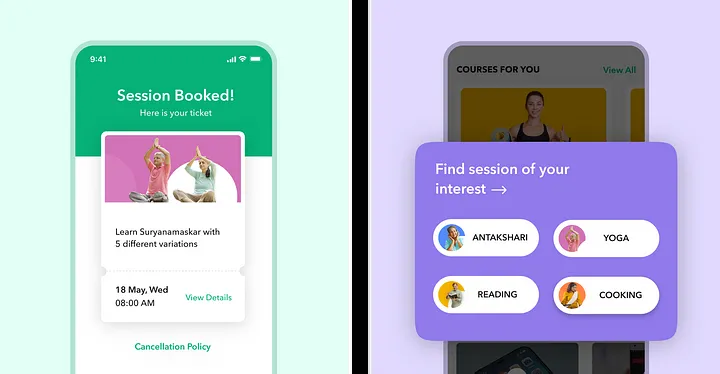 9:41
Session Booked!
Here is your ticket
Learn Suryanamaskar with
5 different variations
18 May, Wed
08:00 AM
View Details
Cancellation Policy
COURSES FOR YOU
View All
Find session of your
interest →
ANTAKSHARI
YOGA
READING
COOKING